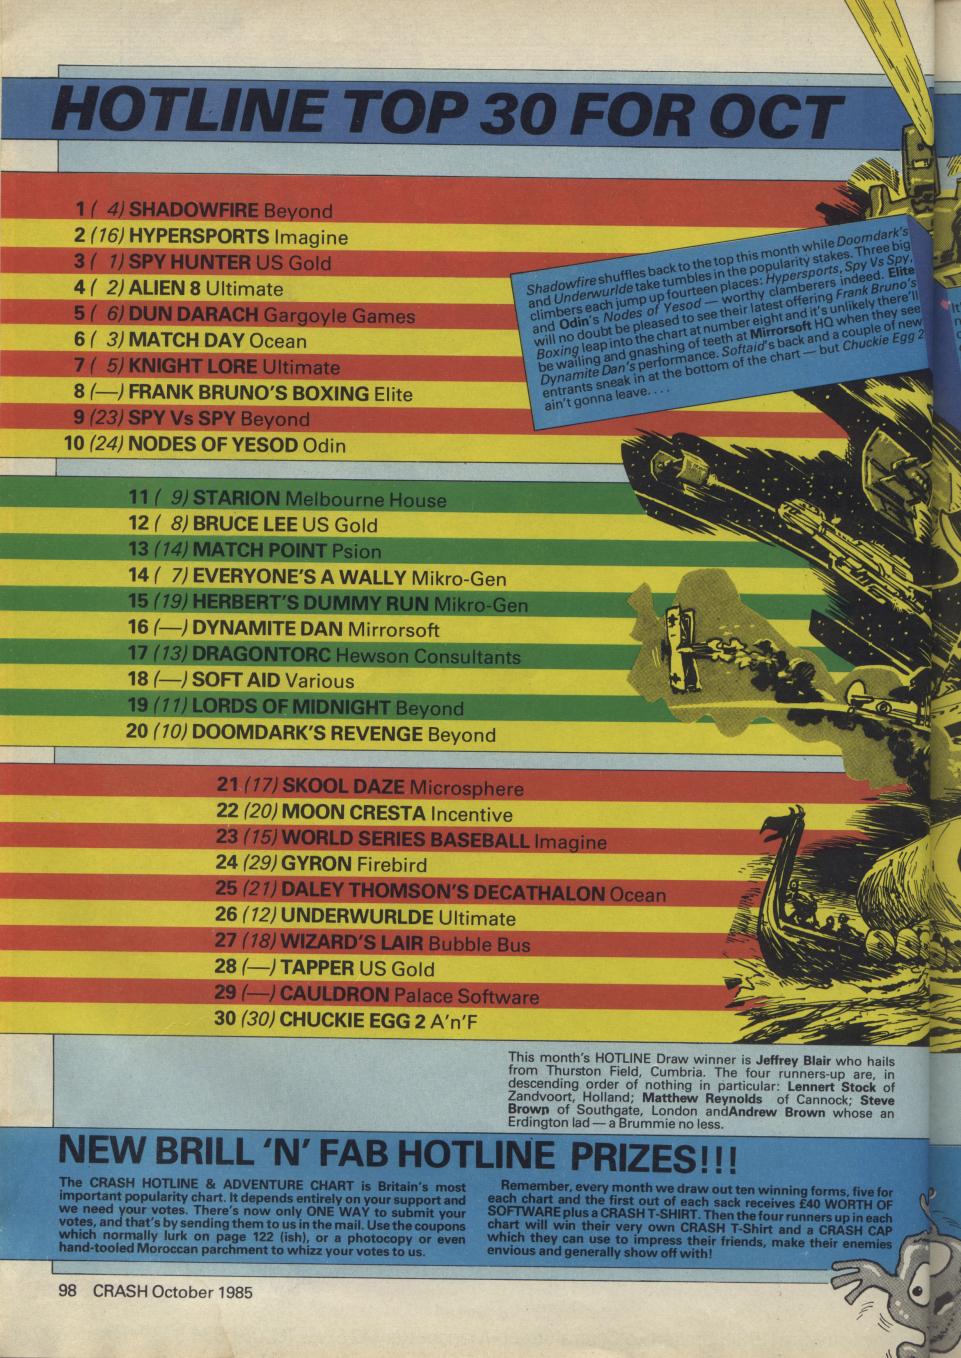 HOTLINE TOP 30 FOR OCT
1 ( 4) SHADOWFIRE Beyond
2 (16) HYPERSPORTS Imagine
3 ( 1) SPY HUNTER US Gold
4 ( 2) ALIEN 8 Ultimate
5 ( 6) DUN DARACH Gargoyle Games
6 ( 3) MATCH DAY Ocean
7 ( 5) KNIGHT LORE Ultimate
8 (—) FRANK BRUNO'S BOXING Elite
9 (23) SPY Vs SPY Beyond
10 (24) NODES OF YESOD Odin
Shadowfire shuffles back to the top this month while Doomdark's
and Underwurlde take tumbles in the popularity stakes. Three big
climbers each jump up fourteen places: Hypersports, Spy Vs Spy,
and Odin's Nodes of Yesod — worthy clamberers indeed. Elite
will no doubt be pleased to see their latest offering Frank Bruno's
Boxing leap into the chart at number eight and it's unlikely there'll
be wailing and gnashing of teeth at Mirrorsoft HQ when they see
Dynamite Dan's performance. Softaid's back and a couple of new
entrants sneak in at the bottom of the chart — but Chuckie Egg 2
ain't gonna leave. . . .
11 ( 9) STARION Melbourne House
12 ( 8) BRUCE LEE US Gold
13 (14) MATCH POINT Psion
14 ( 7) EVERYONE'S A WALLY Mikro-Gen
15 (19) HERBERT'S DUMMY RUN Mikro-Gen
16 (—) DYNAMITE DAN Mirrorsoft
17 (13) DRAGONTORC Hewson Consultants
18 (—) SOFT AID Various
19 (11) LORDS OF MIDNIGHT Beyond
20 (10) DOOMDARK'S REVENGE Beyond
21 (17) SKOOL DAZE Microsphere
22 (20) MOON CRESTA Incentive
23 (15) WORLD SERIES BASEBALL Imagine
24 (29) GYRON Firebird
25 (21) DALEY THOMSON'S DECATHALON Ocean
26 (12) UNDERWURLDE Ultimate
27 (18) WIZARD'S LAIR Bubble Bus
28 (—) TAPPER US Gold
29 (—) CAULDRON Palace Software
30 (30) CHUCKIE EGG 2 A'n'F
This month's HOTLINE Draw winner is Jeffrey Blair who hails
from Thurston Field, Cumbria. The four runners-up are, in
descending order of nothing in particular: Lennert Stock of
Zandvoort, Holland; Matthew Reynolds of Cannock; Steve
Brown of Southgate, London andAndrew Brown whose an
Erdington lad — a Brummie no less.
NEW BRILL 'N' FAB HOTLINE PRIZES!!!
The CRASH HOTLINE & ADVENTURE CHART is Britain's most
important popularity chart. It depends entirely on your support and
we need your votes. There's now only ONE WAY to submit your
votes, and that's by sending them to us in the mail. Use the coupons
which normally lurk on page 122 (ish), or a photocopy or even
hand-tooled Moroccan parchment to whizz your votes to us.
Remember, every month we draw out ten winning forms, five for
each chart and the first out of each sack receives £40 WORTH OF
SOFTWARE plus a CRASH T-SHIRT. Then the four runners up in each
chart will win their very own CRASH T-Shirt and a CRASH CAP
which they can use to impress their friends, make their enemies
envious and generally show off with!
98 CRASH October 1985